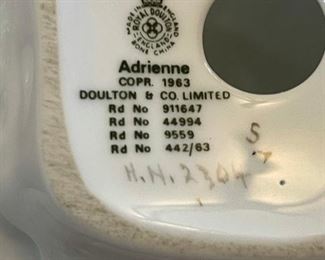 MADE IN ENGLAND
ROYAL DOULTON
ENGLAND
BONE CHINA
Adrienne
COPR. 1963
DOULTON & CO. LIMITED
Rd No 911647
Rd No 44994
Rd No 9559
Rd No 442/63
S
H.N. 2304